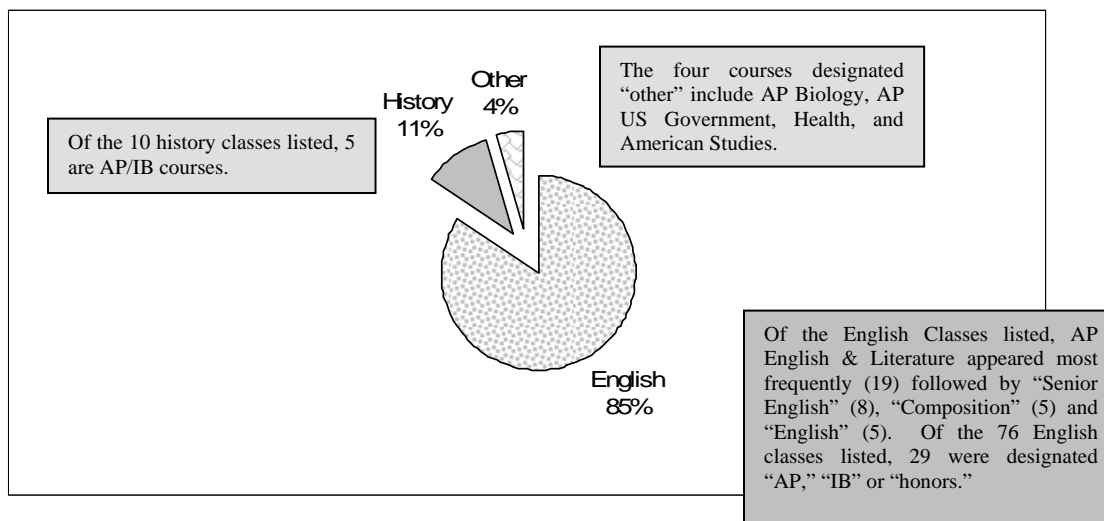 Other
4%
History
11%
The four courses designated
“other” include AP Biology, AP
US Government, Health, and
American Studies.
Of the 10 history classes listed, 5
are AP/IB courses.
English
85%
Of the English Classes listed, AP
English & Literature appeared most
frequently (19) followed by “Senior
English” (8), “Composition” (5) and
“English” (5). Of the 76 English
classes listed, 29 were designated
“AP,” “IB” or “honors.”